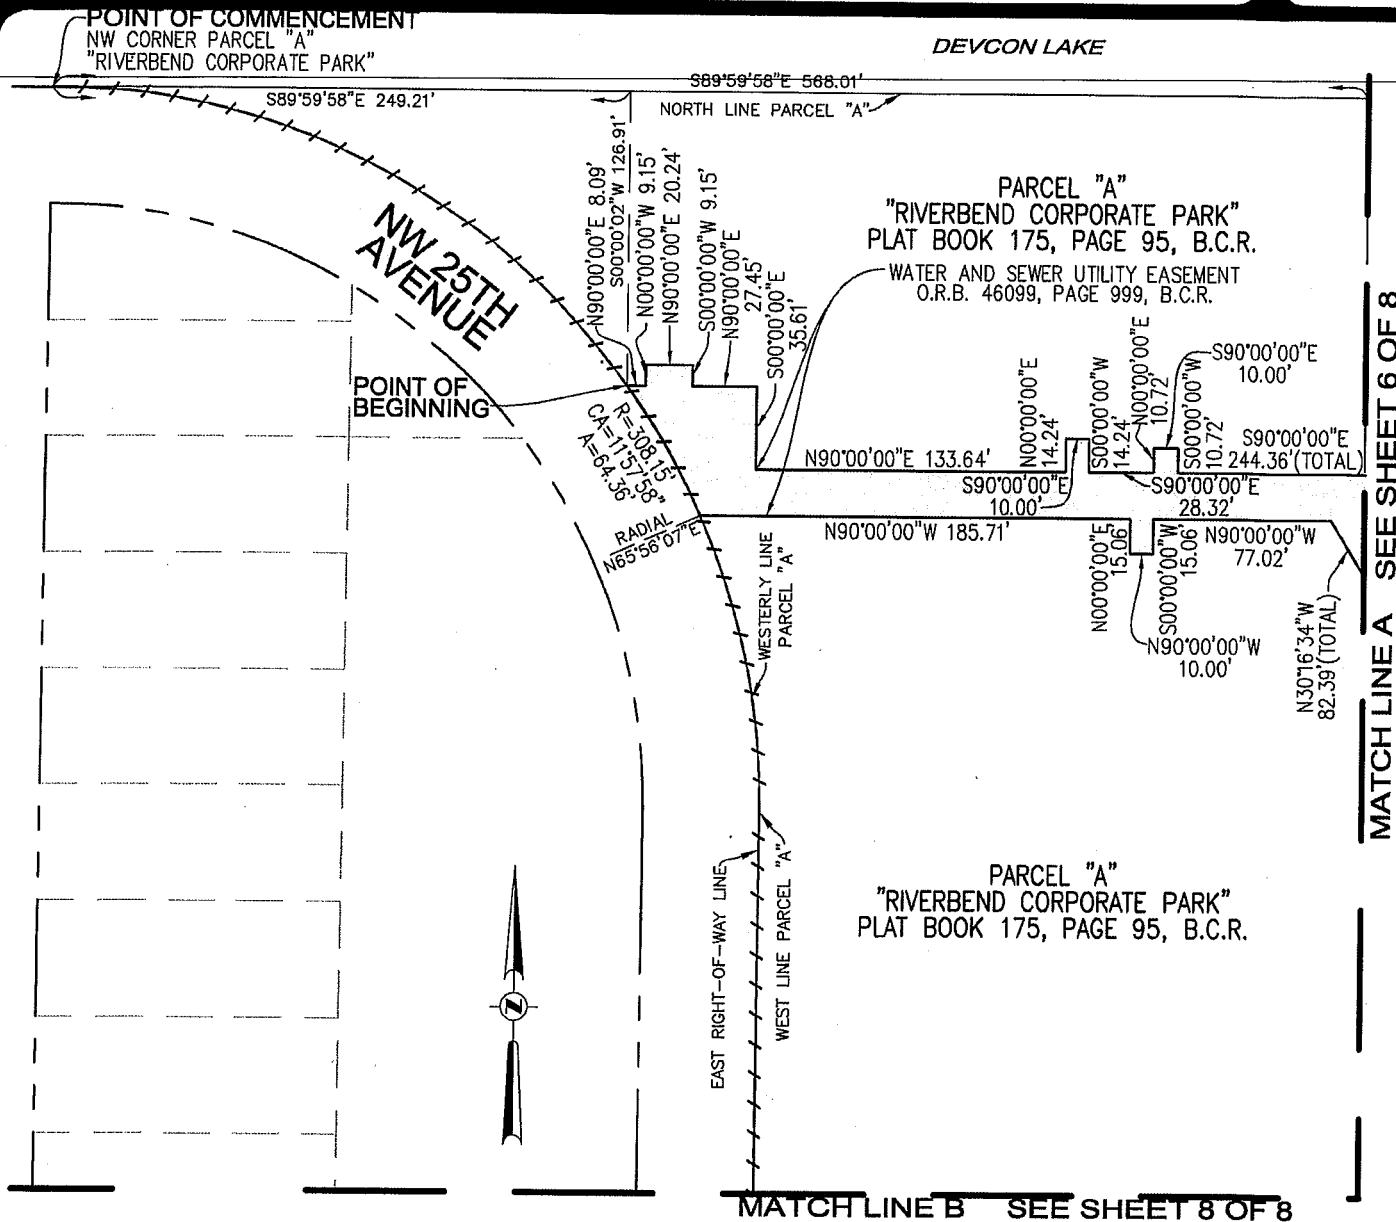 POINT OF COMMENCEMENT
NW CORNER PARCEL "A"
"RIVERBEND CORPORATE PARK"
DEVCON LAKE
S89°59'58"E 568.01'
S89°59'58"E 249.21'
NORTH LINE PARCEL "A"
N90°00'00"E 8.09'
S00°00'02"W 126.91'
N00°00'00"W 9.15'
N90°00'00"E 20.24'
S00°00'00"W 9.15'
N90°00'00"E
27.45'
S00°00'00"E
35.61'
PARCEL "A"
"RIVERBEND CORPORATE PARK"
PLAT BOOK 175, PAGE 95, B.C.R.
WATER AND SEWER UTILITY EASEMENT
O.R.B. 46099, PAGE 999, B.C.R.
NW 25TH
AVENUE
POINT OF
BEGINNING
R=308.15'
CA=11°57'58"
A=64.36'
RADIAL
N65°56'07"E
N90°00'00"E 133.64'
N00°00'00"E
14.24'
S90°00'00"E
10.00'
S00°00'00"W
14.24'
N00°00'00"E
10.72'
S90°00'00"E
10.00'
S00°00'00"W
10.72'
S90°00'00"E
244.36'(TOTAL)
S90°00'00"E
28.32'
N90°00'00"W 185.71'
N00°00'00"E
15.06'
S00°00'00"W
15.06'
N90°00'00"W
77.02'
N90°00'00"W
10.00'
N30°16'34"W
82.39'(TOTAL)
WESTERLY LINE
PARCEL "A"
EAST RIGHT-OF-WAY LINE
WEST LINE PARCEL "A"
PARCEL "A"
"RIVERBEND CORPORATE PARK"
PLAT BOOK 175, PAGE 95, B.C.R.
Z
MATCH LINE A SEE SHEET 6 OF 8
MATCH LINE B SEE SHEET 8 OF 8